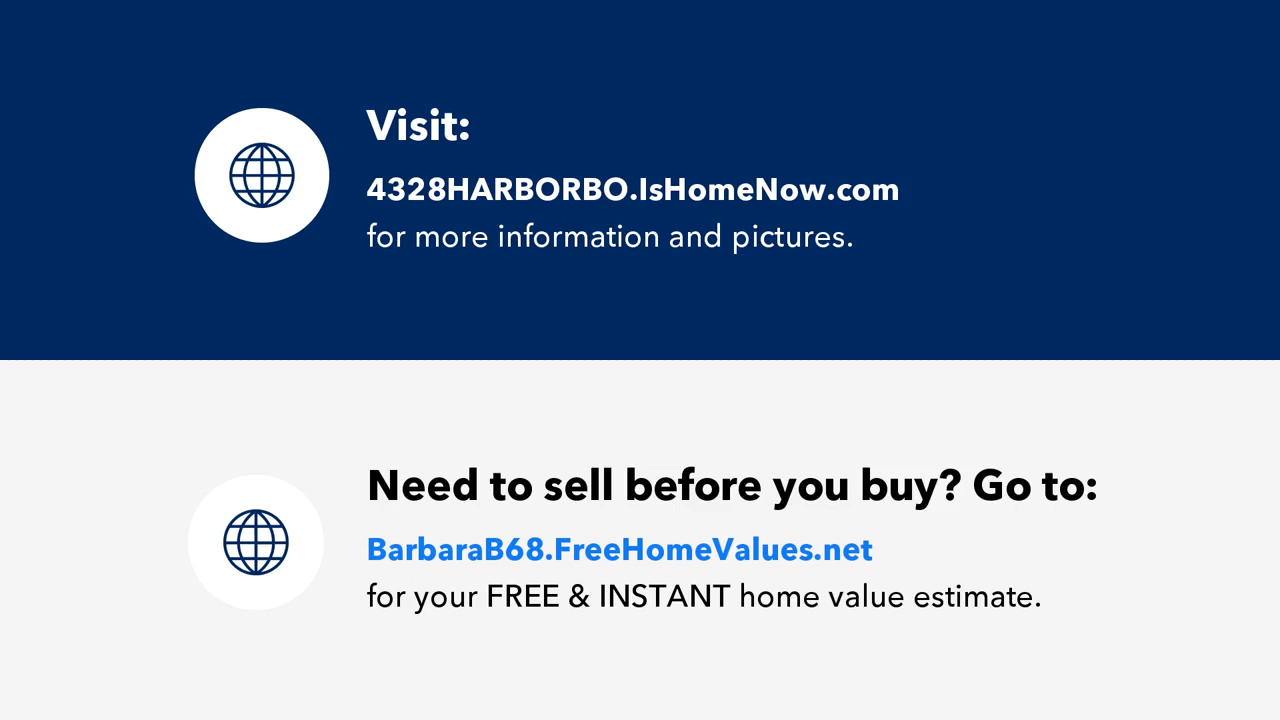 Visit:
4328HARBORBO.IsHomeNow.com
for more information and pictures.
Need to sell before you buy? Go to:
BarbaraB68.FreeHomeValues.net
for your FREE & INSTANT home value estimate.